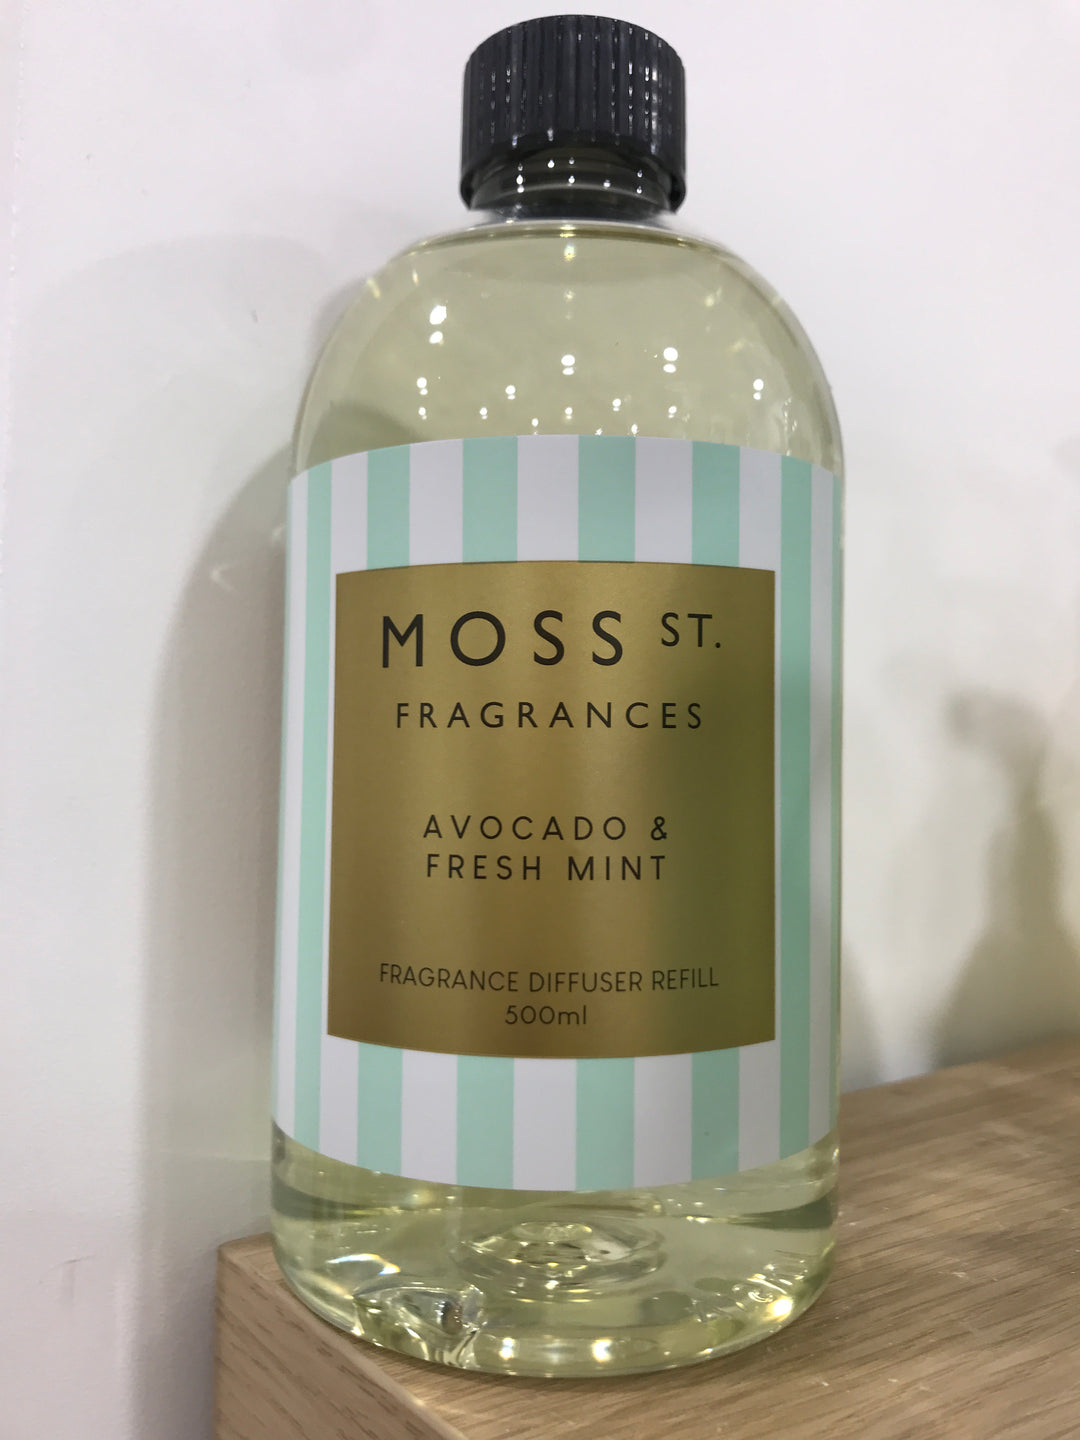 MOSS ST.
FRAGRANCES
AVOCADO &
FRESH MINT
FRAGRANCE DIFFUSER REFILL
500ml